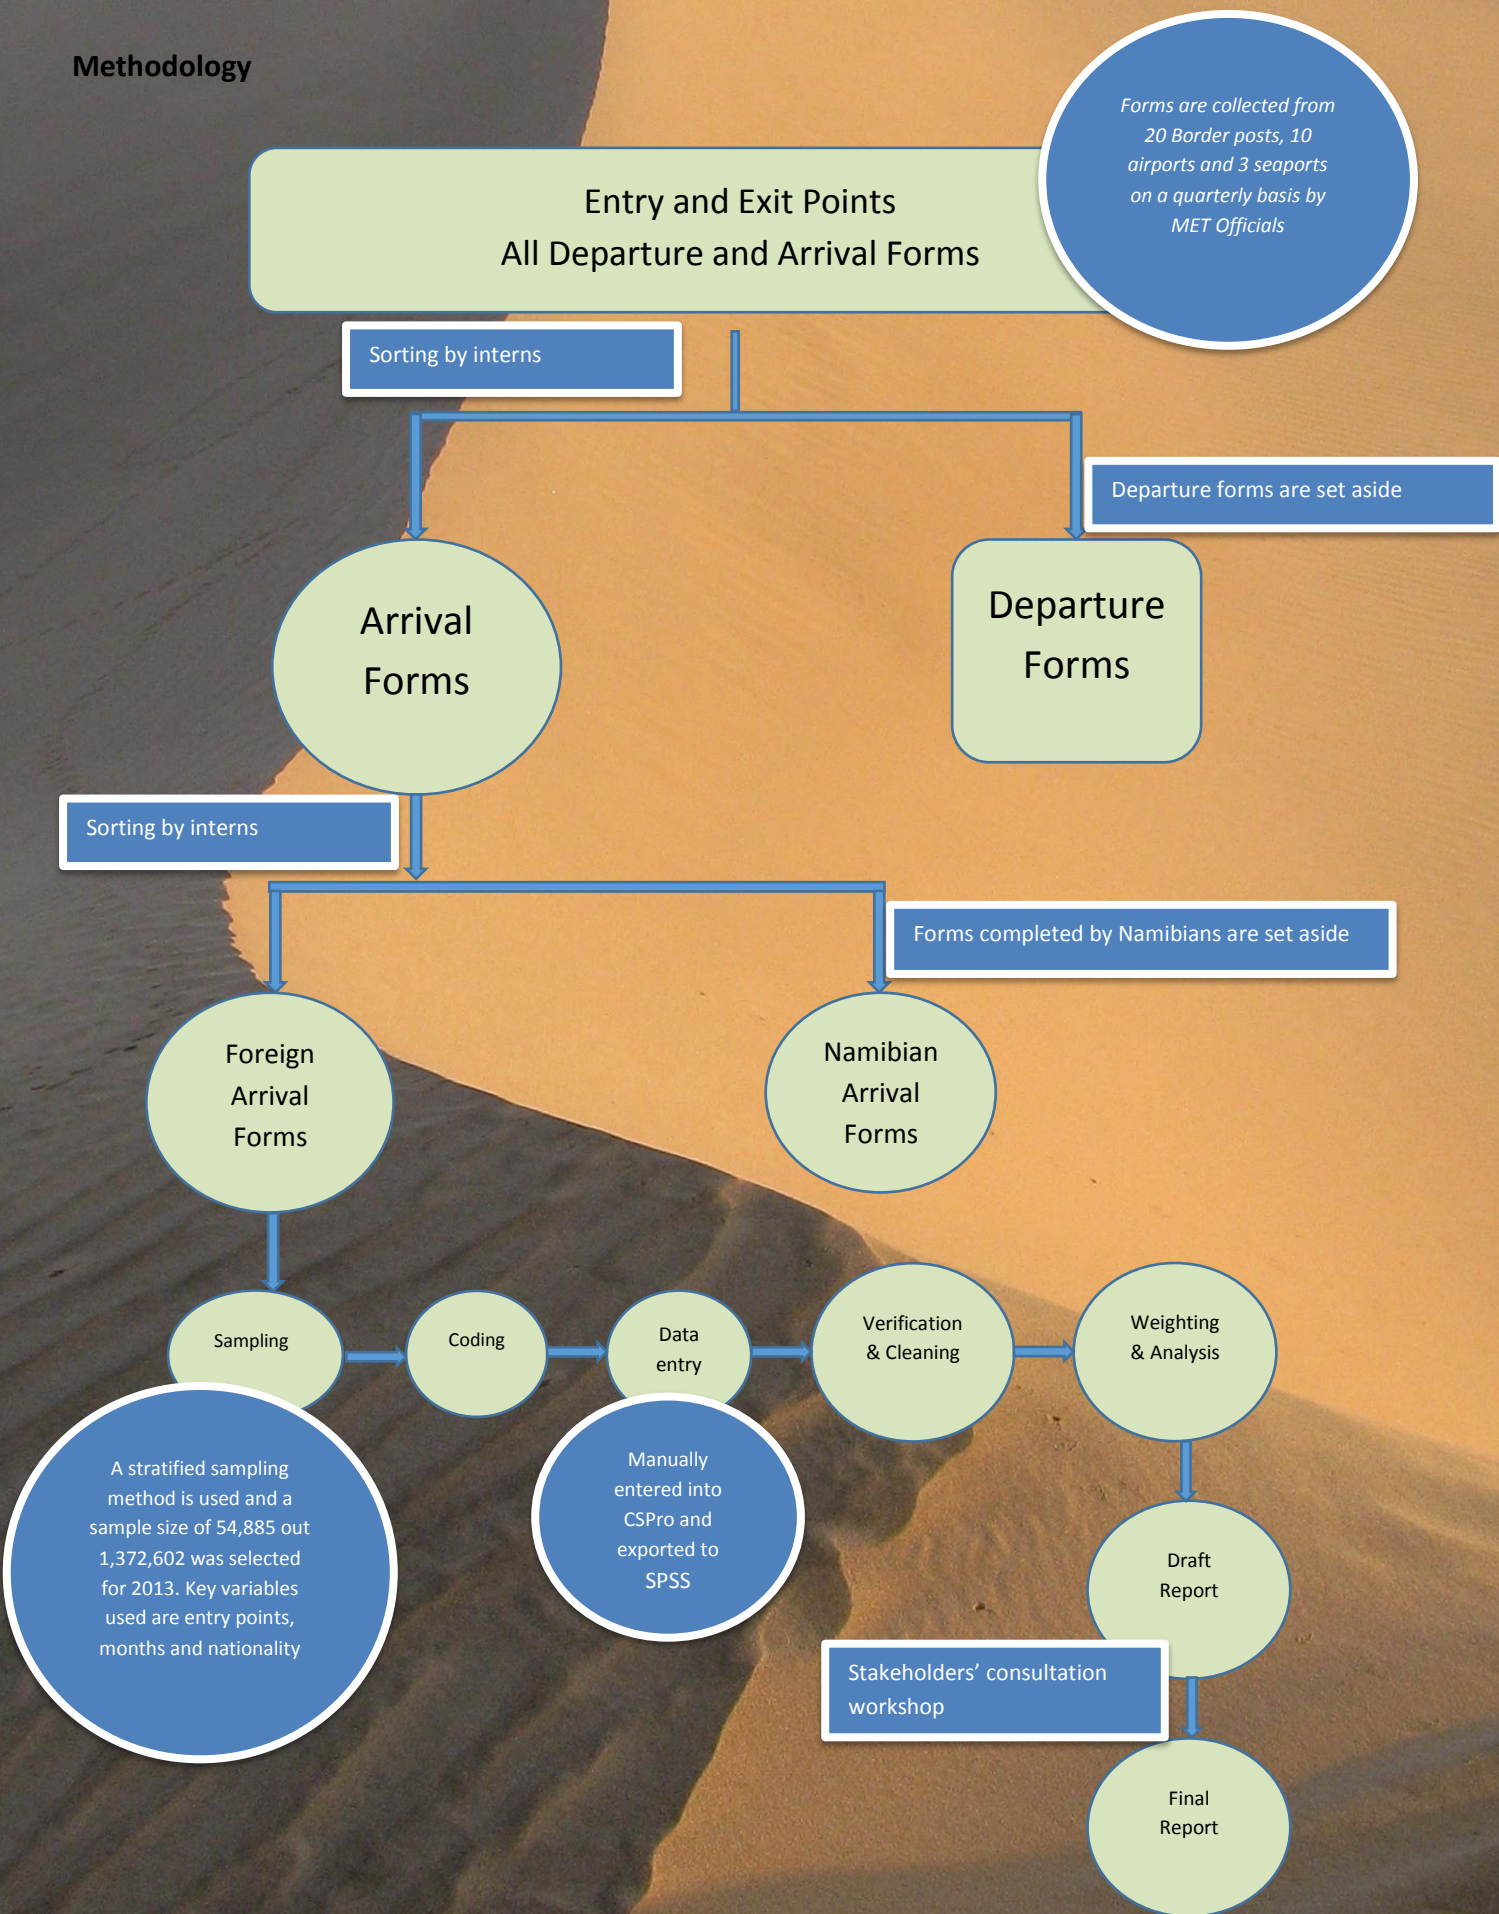 Methodology
Forms are collected from
20 Border posts, 10
airports and 3 seaports
on a quarterly basis by
MET Officials
Entry and Exit Points
All Departure and Arrival Forms
Sorting by interns
Departure forms are set aside
Arrival
Forms
Departure
Forms
Sorting by interns
Forms completed by Namibians are set aside
Foreign
Arrival
Forms
Namibian
Arrival
Forms
Sampling
Coding
Data
entry
Verification
& Cleaning
Weighting
& Analysis
A stratified sampling
method is used and a
sample size of 54,885 out
1,372,602 was selected
for 2013. Key variables
used are entry points,
months and nationality
Manually
entered into
CSPro and
exported to
SPSS
Draft
Report
Stakeholders’ consultation
workshop
Final
Report